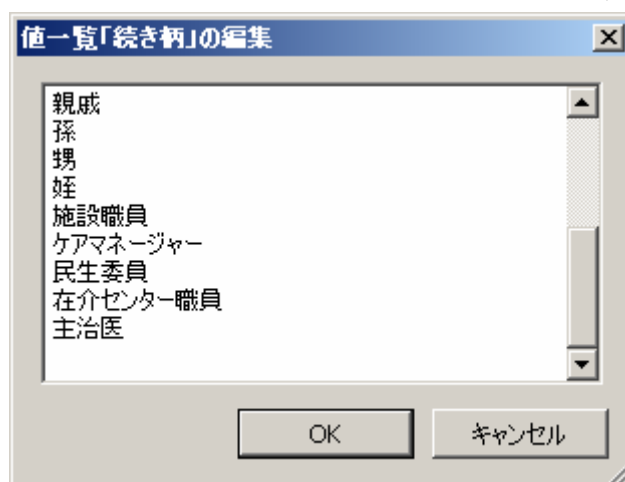 値一覧「続き柄」の編集
親戚
孫
甥
姪
施設職員
ケアマネージャー
民生委員
在介センター職員
主治医
OK
キャンセル